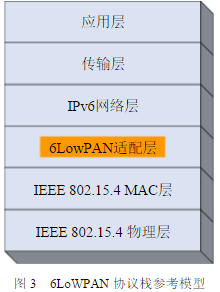 应用层
传输层
IPv6网络层
6LowPAN适配层
IEEE 802.15.4 MAC层
IEEE 802.15.4 物理层
图 3 6LoWPAN 协议栈参考模型